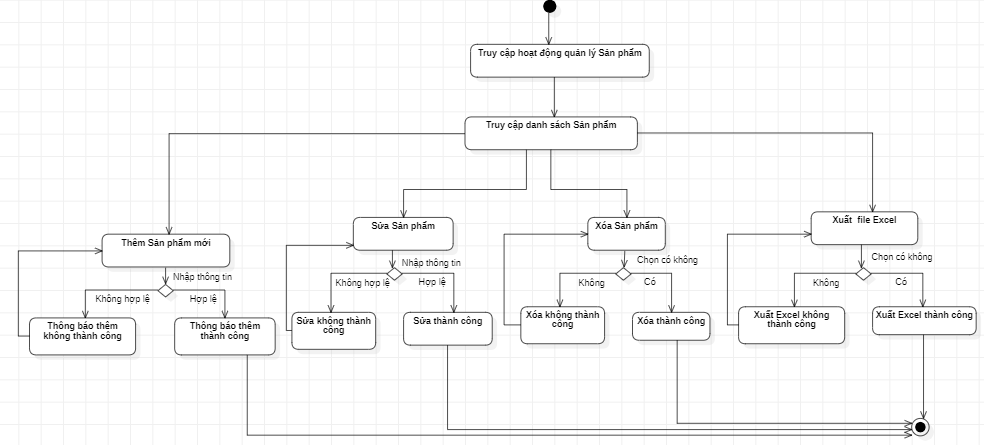 Truy cập hoạt động quản lý Sản phẩm
Truy cập danh sách Sản phẩm
Thêm Sản phẩm mới
Nhập thông tin
Không hợp lệ
Hợp lệ
Thông báo thêm
không thành công
Thông báo thêm
thành công
Sửa Sản phẩm
Nhập thông tin
Không hợp lệ
Hợp lệ
Sửa không thành
công
Sửa thành công
Xóa Sản phẩm
Chọn có không
Không
Có
Xóa không thành
công
Xóa thành công
Xuất file Excel
Chọn có không
Không
Có
Xuất Excel không
thành công
Xuất Excel thành công